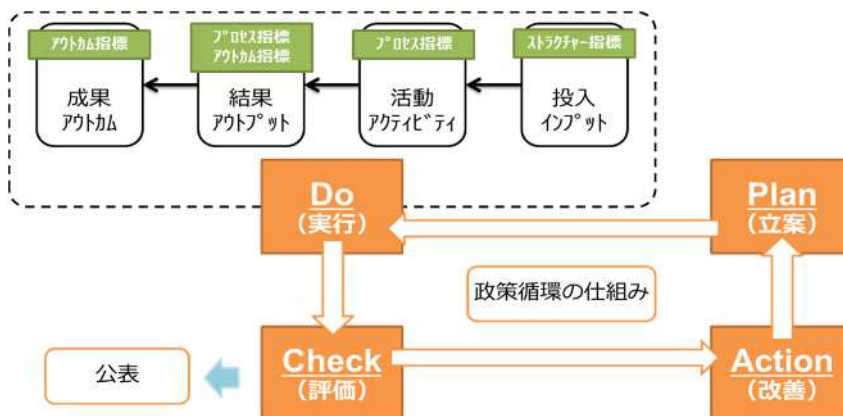 アウトカム指標
プロセス指標
アウトカム指標
プロセス指標
ストラクチャー指標
成果
アウトカム
結果
アウトプット
活動
アクティビティ
投入
インプット
Do
(実行)
Plan
(立案)
政策循環の仕組み
Check
(評価)
Action
(改善)
公表